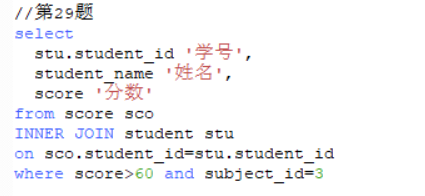 //第29题
select
  stu.student_id '学号',
  student_name '姓名',
  score '分数'
from score sco
INNER JOIN student stu
on sco.student_id=stu.student_id
where score>60 and subject_id=3